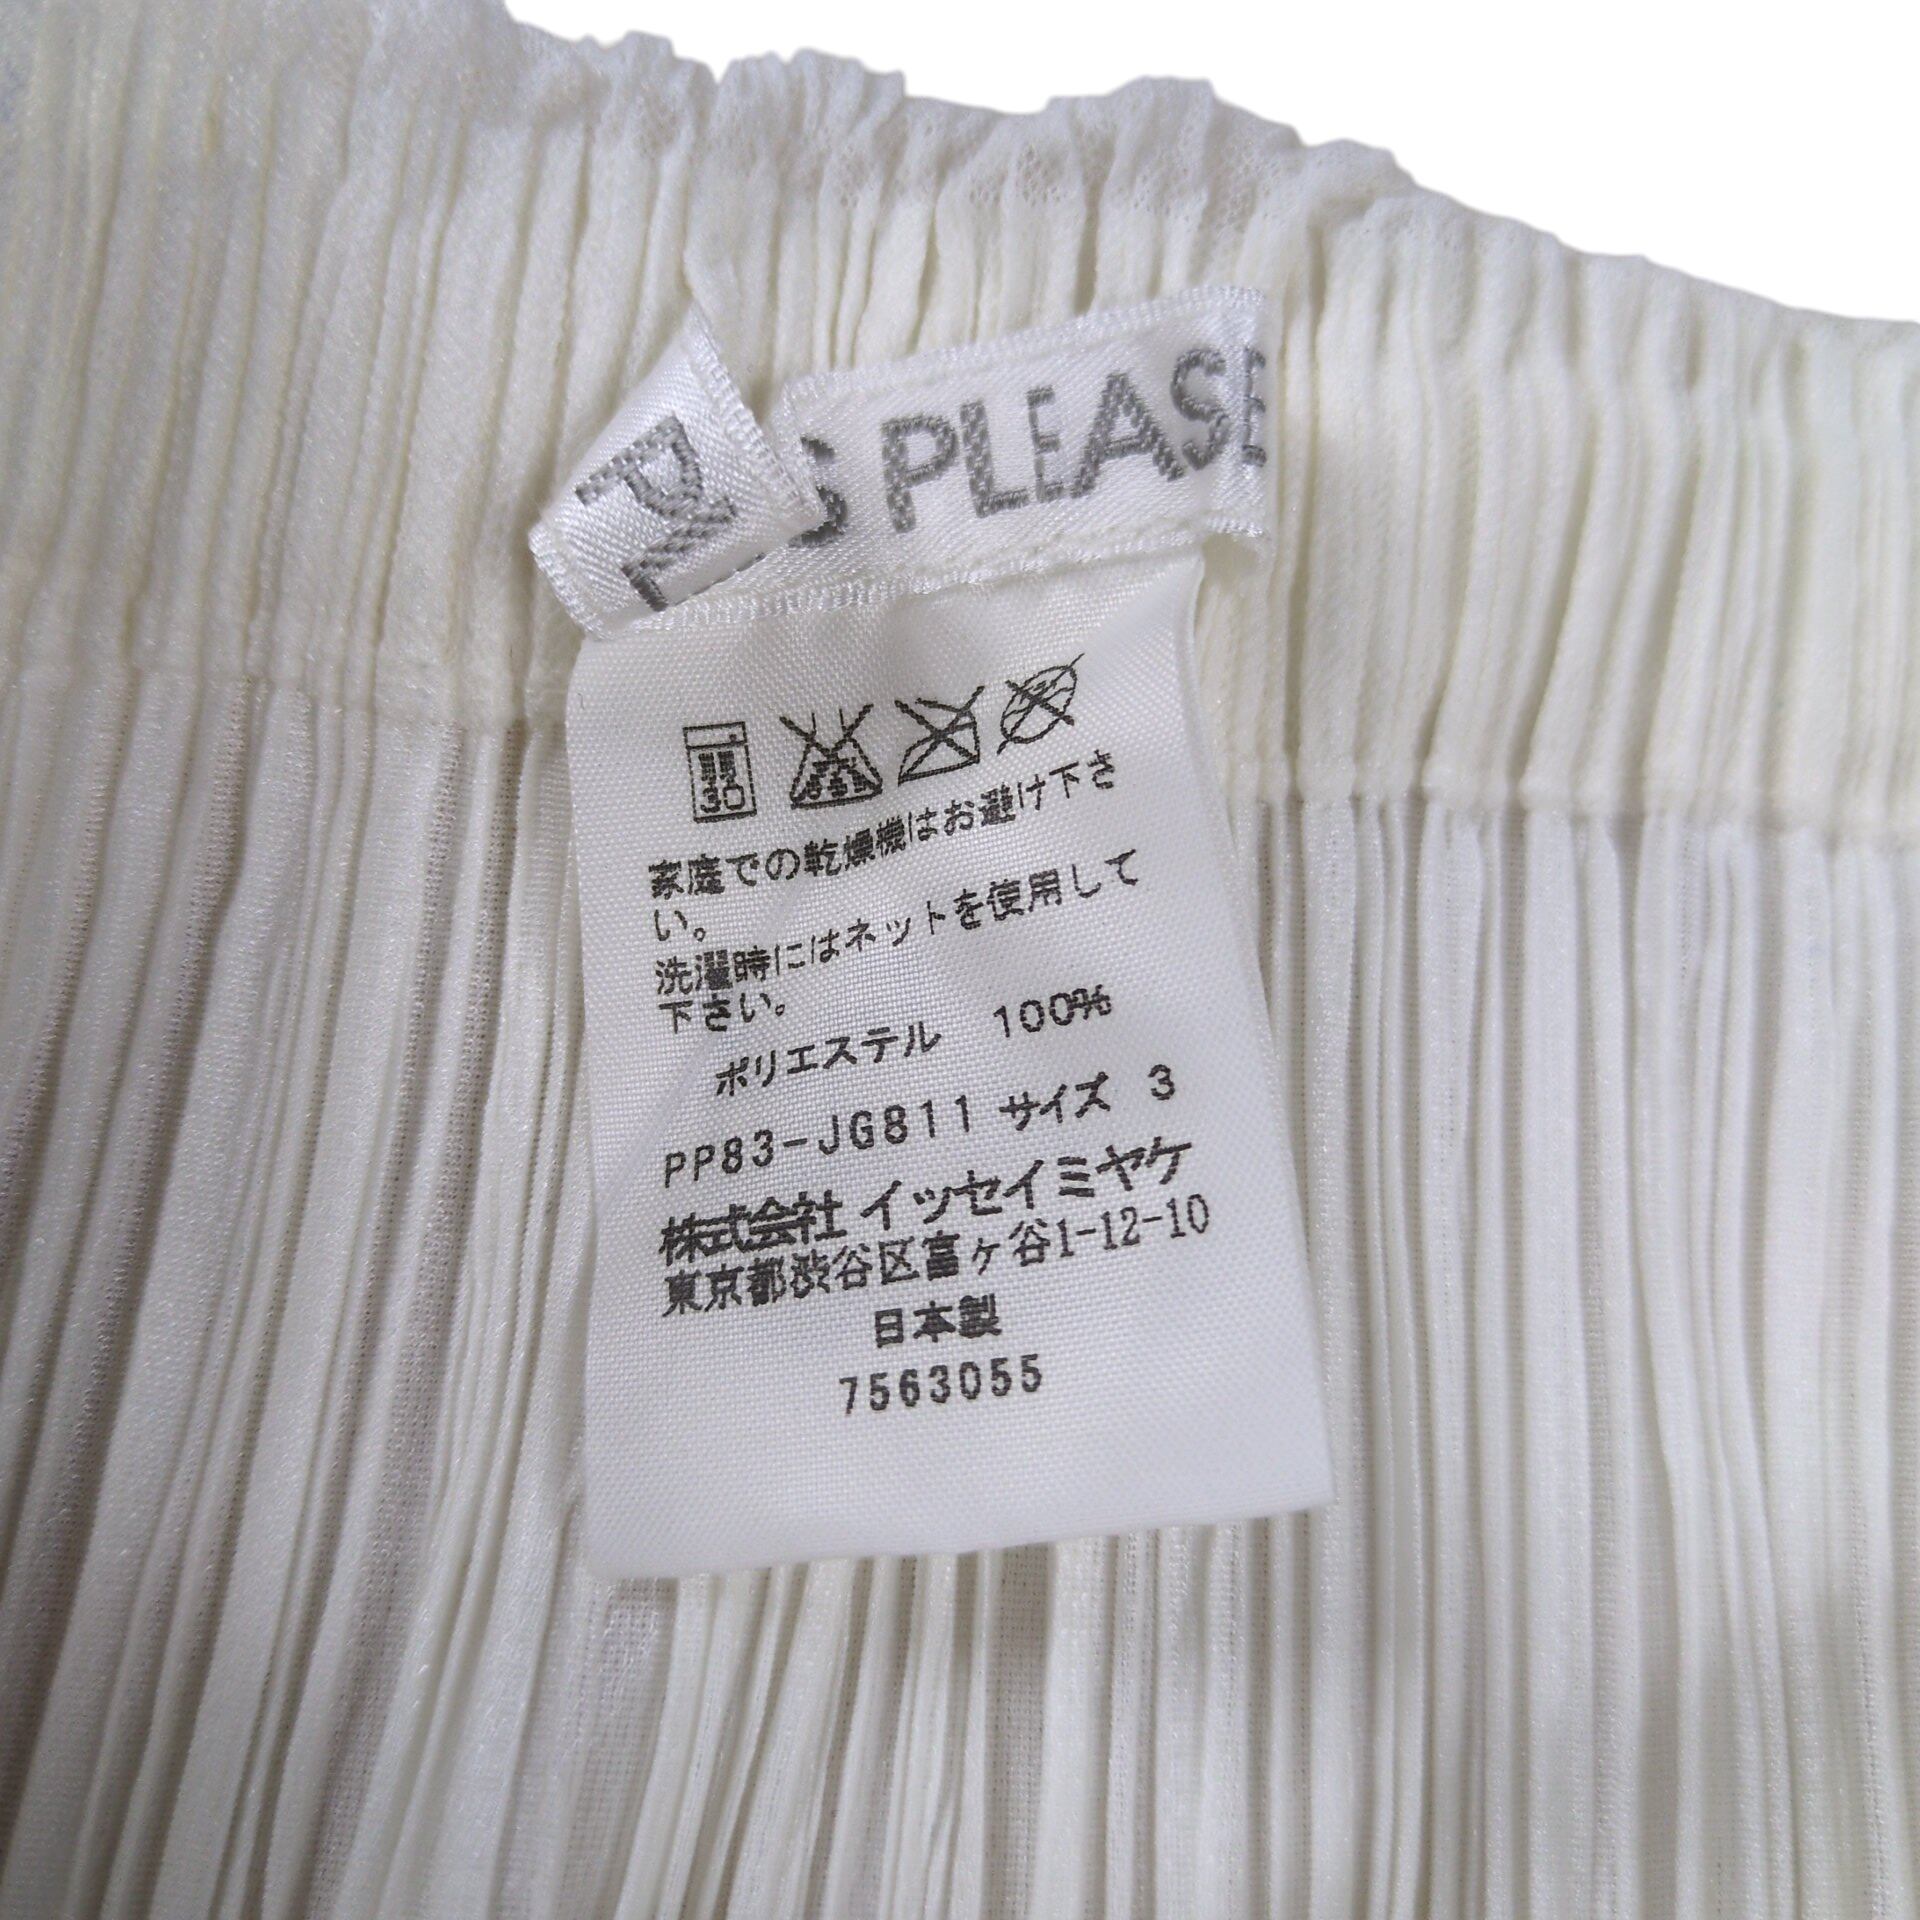 PL
S PLEASE
30
家庭での乾燥機はお避け下さ
い。
洗濯時にはネットを使用して
下さい。
ポリエステル 100%
PP83-JG811 サイズ 3
株式会社 イッセイミヤケ
東京都渋谷区富ヶ谷1-12-10
日本製
7563055